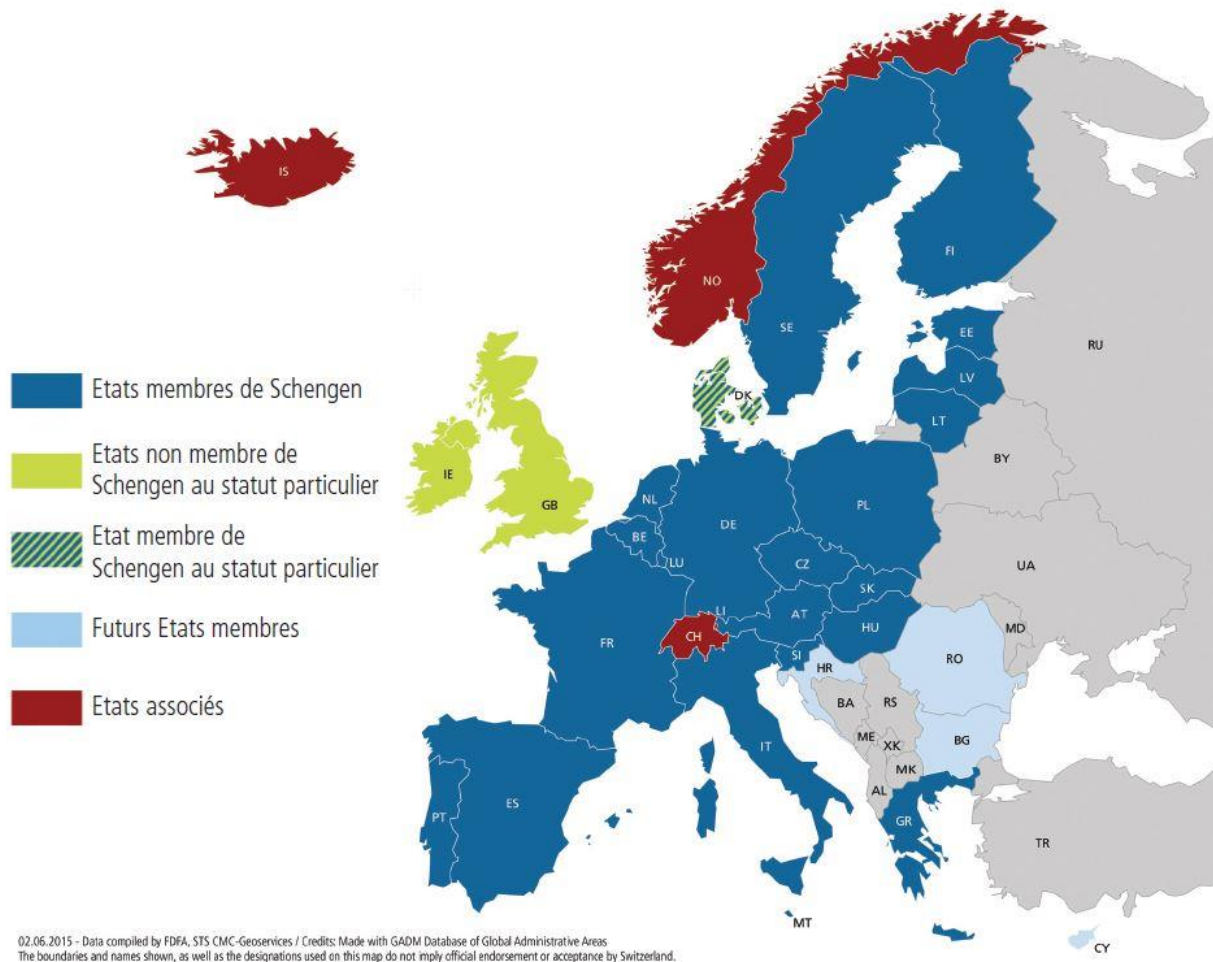 IS
NO
SE
FI
EE
LV
LT
RU
BY
DK
IE
GB
NL
BE
LU
DE
PL
CZ
SK
UA
LI
AT
HU
MD
FR
CH
SI
HR
RO
BA
RS
ME
XK
BG
MK
AL
IT
PT
ES
GR
TR
MT
CY
Etats membres de Schengen
Etats non membre de
Schengen au statut particulier
Etat membre de
Schengen au statut particulier
Futurs Etats membres
Etats associés
02.06.2015 - Data compiled by FDFA, STS CMC-Geoservices / Credits: Made with GADM Database of Global Administrative Areas
The boundaries and names shown, as well as the designations used on this map do not imply official endorsement or acceptance by Switzerland.